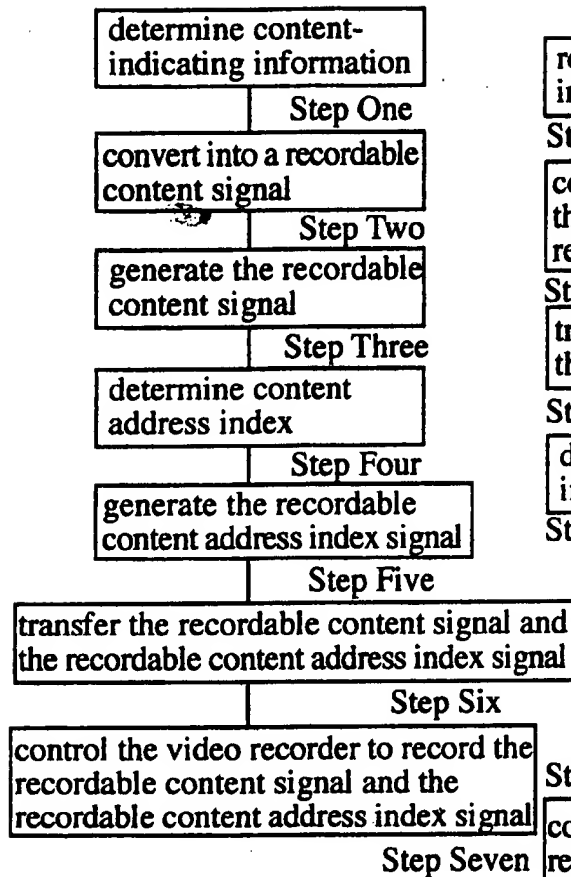 determine content-
indicating information
Step One
convert into a recordable
content signal
Step Two
generate the recordable
content signal
Step Three
determine content
address index
Step Four
generate the recordable
content address index signal
Step Five
transfer the recordable content signal and
the recordable content address index signal
Step Six
control the video recorder to record the
recordable content signal and the
recordable content address index signal
Step Seven